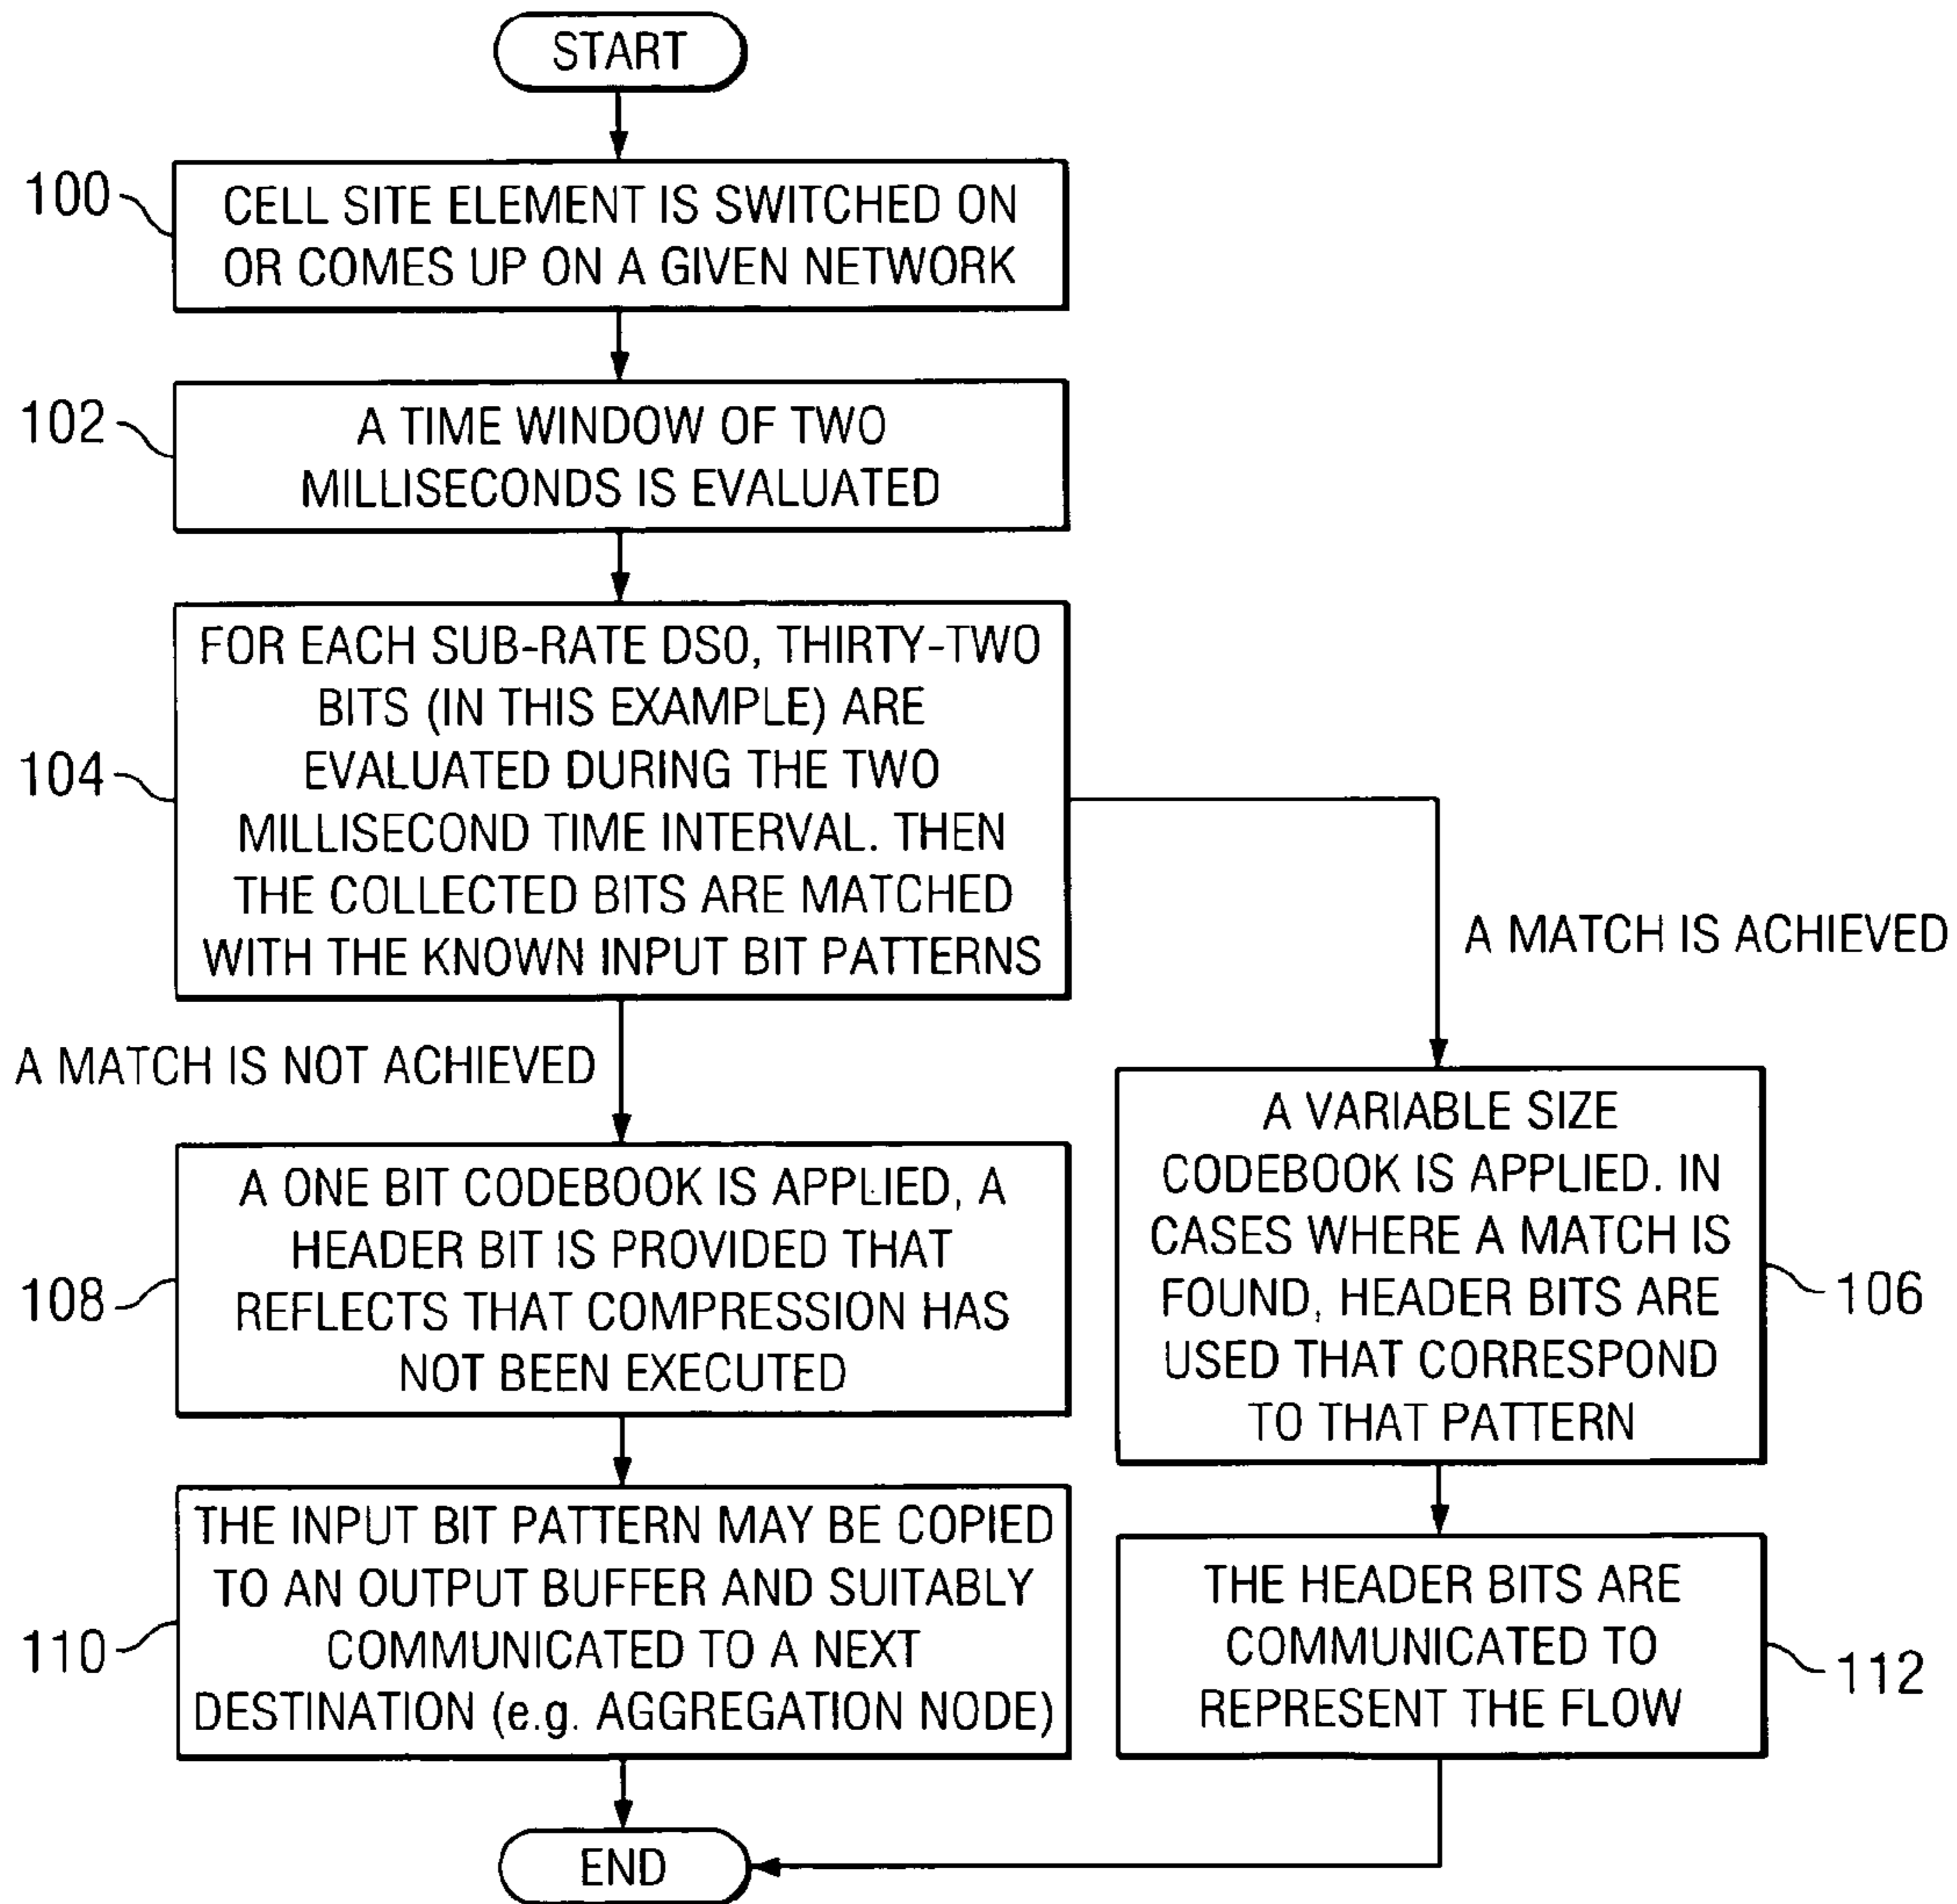 START
100
CELL SITE ELEMENT IS SWITCHED ON
OR COMES UP ON A GIVEN NETWORK
102
A TIME WINDOW OF TWO
MILLISECONDS IS EVALUATED
104
FOR EACH SUB-RATE DS0, THIRTY-TWO
BITS (IN THIS EXAMPLE) ARE
EVALUATED DURING THE TWO
MILLISECOND TIME INTERVAL. THEN
THE COLLECTED BITS ARE MATCHED
WITH THE KNOWN INPUT BIT PATTERNS
A MATCH IS ACHIEVED
A MATCH IS NOT ACHIEVED
108
A ONE BIT CODEBOOK IS APPLIED, A
HEADER BIT IS PROVIDED THAT
REFLECTS THAT COMPRESSION HAS
NOT BEEN EXECUTED
A VARIABLE SIZE
CODEBOOK IS APPLIED. IN
CASES WHERE A MATCH IS
FOUND, HEADER BITS ARE
USED THAT CORRESPOND
TO THAT PATTERN
106
110
THE INPUT BIT PATTERN MAY BE COPIED
TO AN OUTPUT BUFFER AND SUITABLY
COMMUNICATED TO A NEXT
DESTINATION (e.g. AGGREGATION NODE)
THE HEADER BITS ARE
COMMUNICATED TO
REPRESENT THE FLOW
112
END